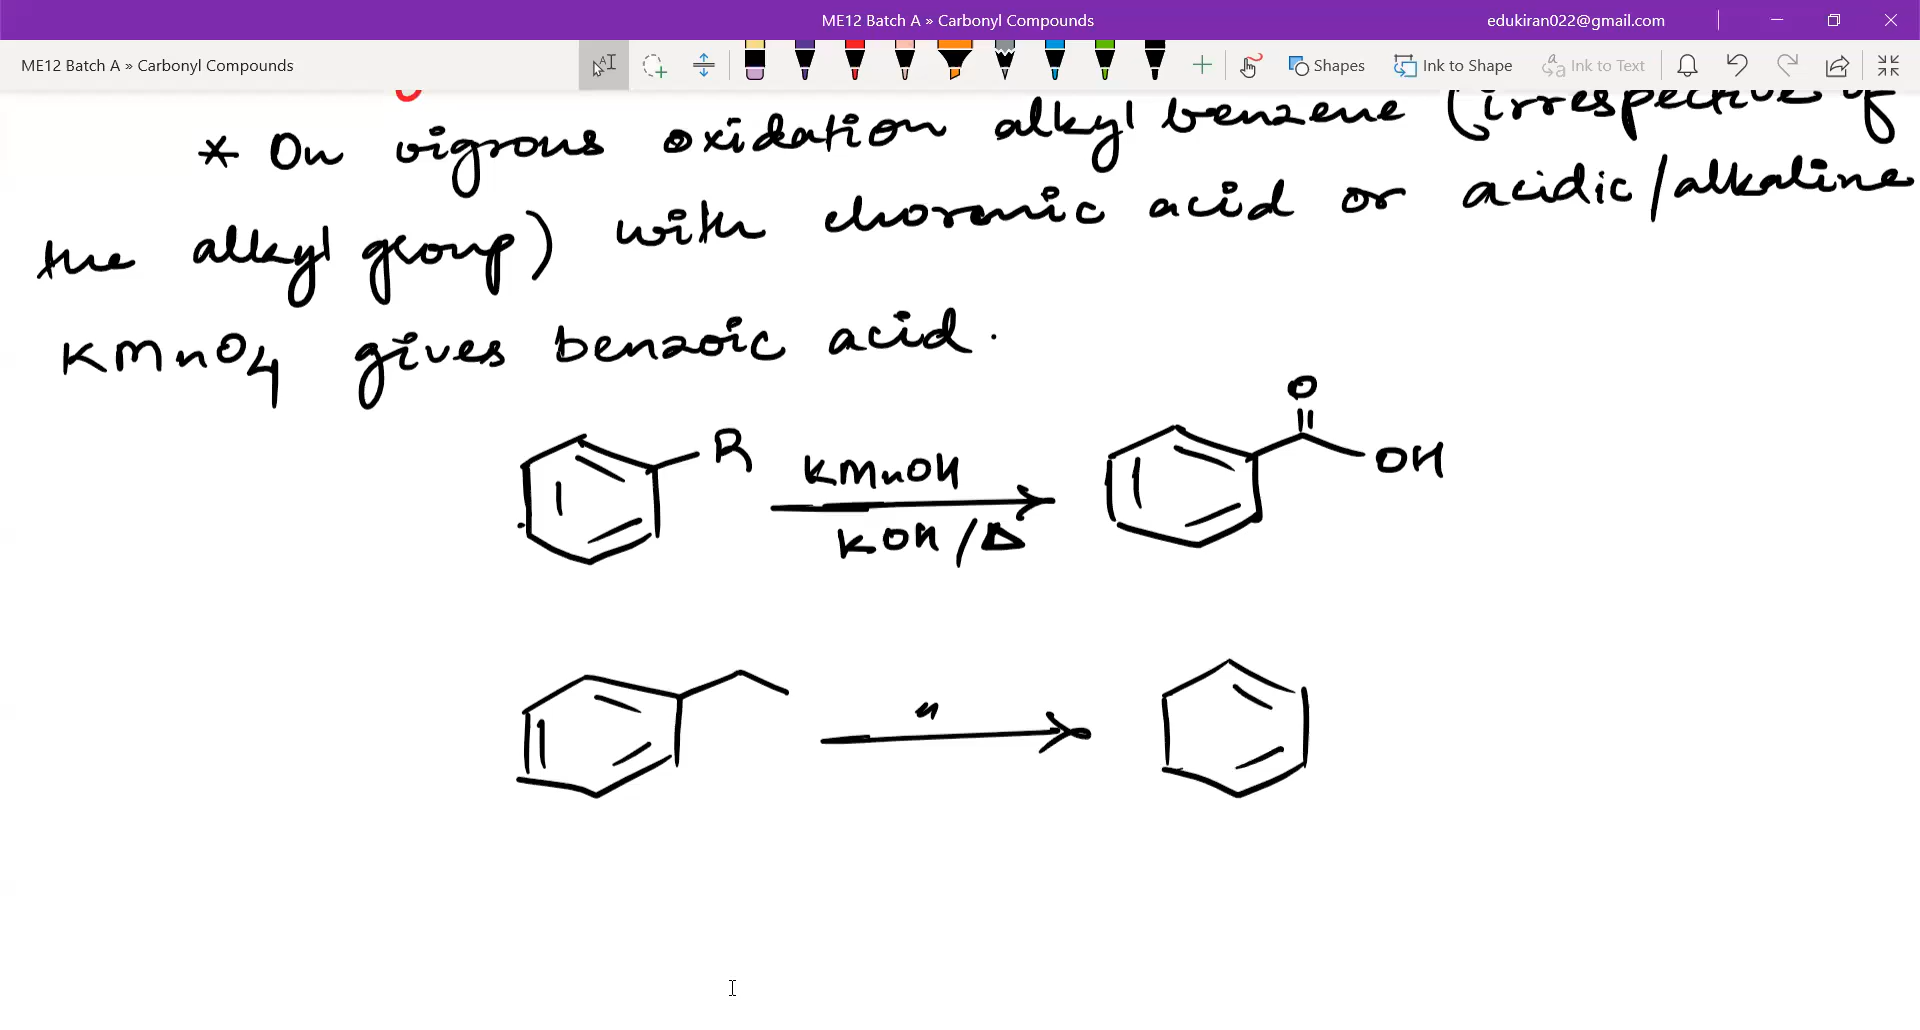 ME12 Batch A » Carbonyl Compounds
edukiran022@gmail.com
ME12 Batch A » Carbonyl Compounds
Shapes
Ink to Shape
Ink to Text
* On vigrous oxidation alkyl benzene (irrespective of
the alkyl group) with choromic acid or acidic/alkaline
KMnO4 gives benzoic acid.
O
R
KMnOH
OH
KOH/Δ
"